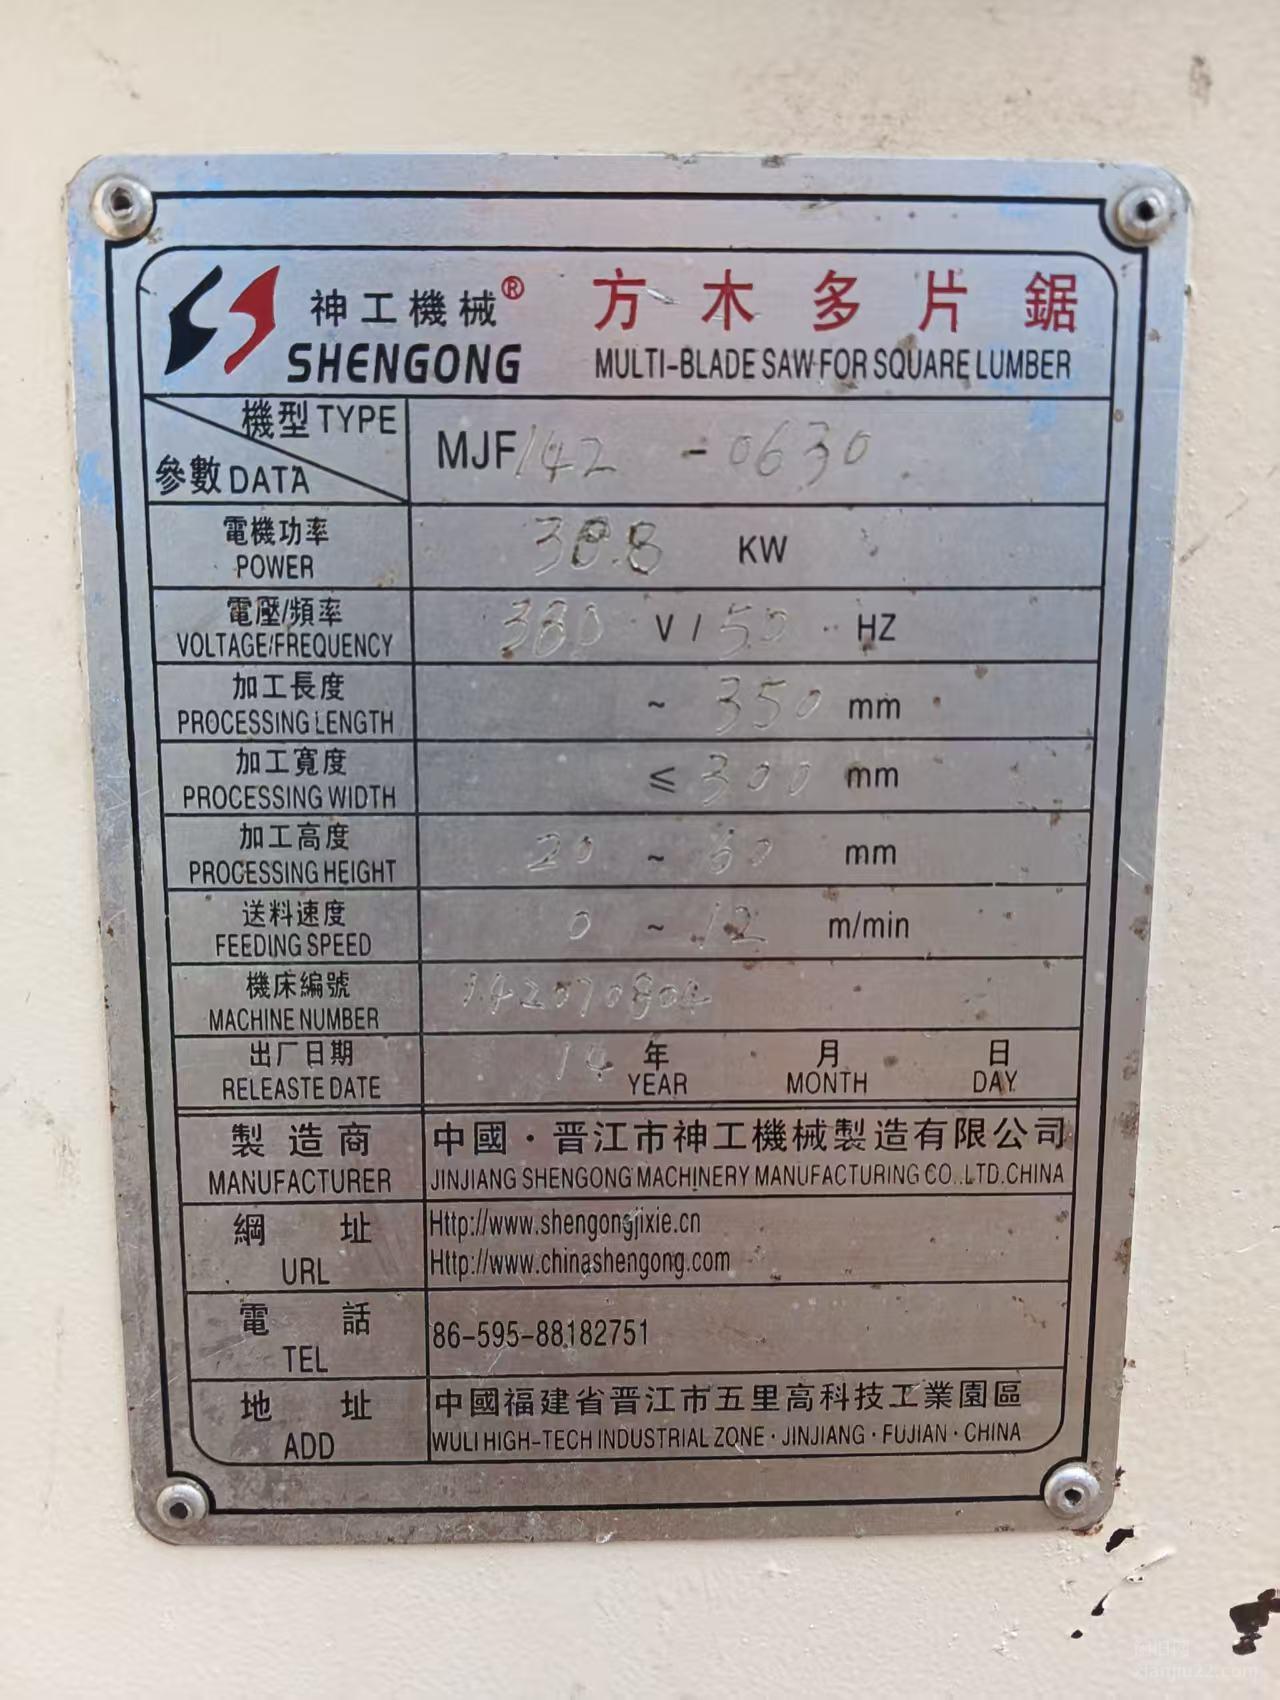 神工機械®
SHENGONG
方木多片鋸
MULTI-BLADE SAW FOR SQUARE LUMBER
機型 TYPE
參數 DATA
MJF142 - 0630
電機功率
POWER
KW
電壓/頻率
VOLTAGE/FREQUENCY
380 V / 50 HZ
加工長度
PROCESSING LENGTH
~ 350 mm
加工寬度
PROCESSING WIDTH
≤ 300 mm
加工高度
PROCESSING HEIGHT
20 ~ 60 mm
送料速度
FEEDING SPEED
0 ~ 12 m/min
機床編號
MACHINE NUMBER
142070804
出厂日期
RELEASTE DATE
14 年 月 日
YEAR MONTH DAY
製造商
MANUFACTURER
中國·晋江市神工機械製造有限公司
JINJIANG SHENGONG MACHINERY MANUFACTURING CO.,LTD.CHINA
網址
URL
Http://www.shengongjixie.cn
Http://www.chinashengong.com
電話
TEL
86-595-88182751
地址
ADD
中國福建省晋江市五里高科技工業園區
WULI HIGH-TECH INDUSTRIAL ZONE·JINJIANG·FUJIAN·CHINA
xianjiu22.com